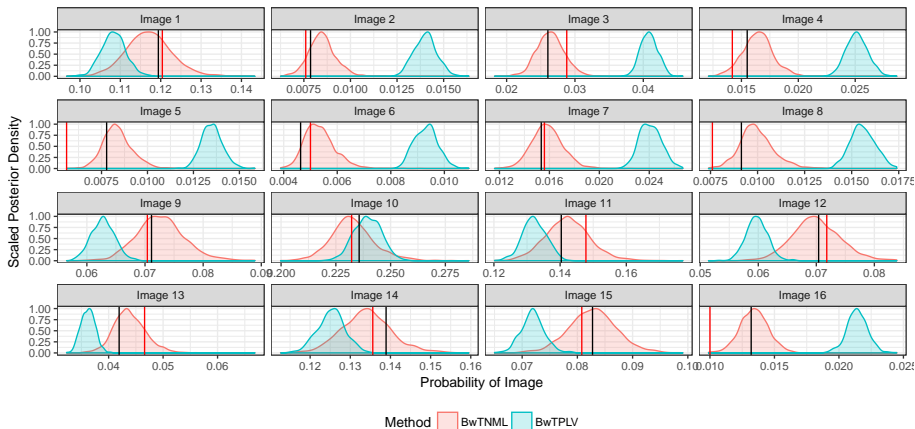 Image 1 Image 2 Image 3 Image 4
1.00
0.75
0.50
0.25
0.00
0.10 0.11 0.12 0.13 0.14 0.0075 0.0100 0.0125 0.0150 0.02 0.03 0.04 0.015 0.020 0.025
Image 5 Image 6 Image 7 Image 8
1.00
0.75
0.50
0.25
0.00
0.0075 0.0100 0.0125 0.0150 0.004 0.006 0.008 0.010 0.012 0.016 0.020 0.024 0.0075 0.0100 0.0125 0.0150 0.0175
Image 9 Image 10 Image 11 Image 12
1.00
0.75
0.50
0.25
0.00
0.06 0.07 0.08 0.09 0.200 0.225 0.250 0.275 0.12 0.14 0.16 0.05 0.06 0.07 0.08
Image 13 Image 14 Image 15 Image 16
1.00
0.75
0.50
0.25
0.00
0.04 0.05 0.06 0.12 0.13 0.14 0.15 0.16 0.07 0.08 0.09 0.10 0.010 0.015 0.020 0.025
Scaled Posterior Density
Probability of Image
Method BwTNML BwTPLV